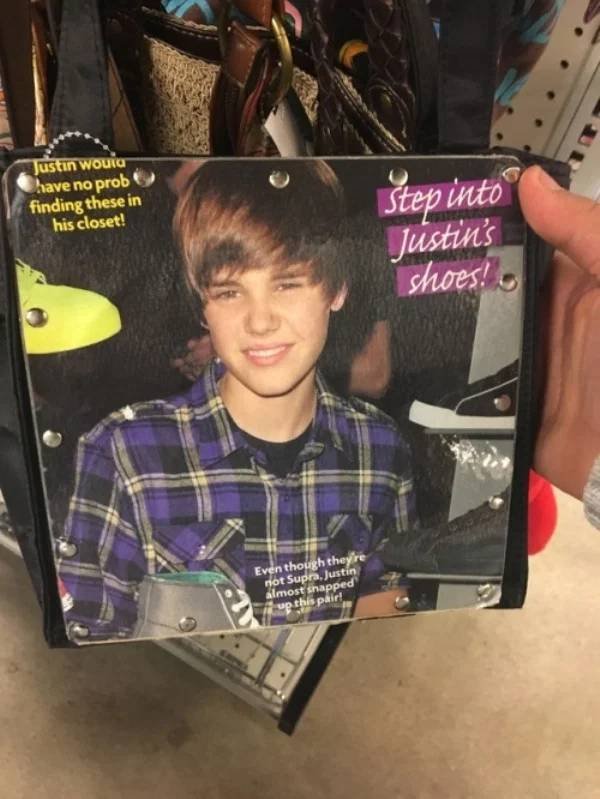 Justin would
have no prob
finding these in
his closet!
Step into
Justin's
shoes!
Even though they're
not Supra, Justin
almost snapped
up this pair!